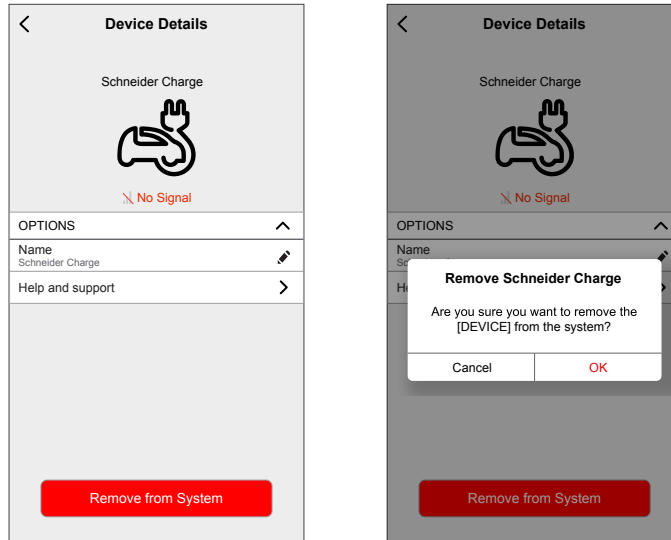 Device Details
Schneider Charge
No Signal
OPTIONS
Name
Schneider Charge
Help and support
Remove from System
Device Details
Schneider Charge
No Signal
OPTIONS
Name
Remove Schneider Charge
Are you sure you want to remove the
[DEVICE] from the system?
Cancel
OK
Remove from System